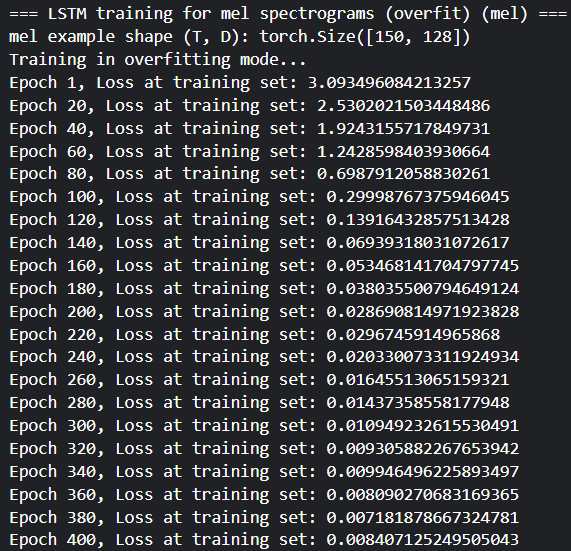 === LSTM training for mel spectrograms (overfit) (mel) ===
mel example shape (T, D): torch.Size([150, 128])
Training in overfitting mode...
Epoch 1, Loss at training set: 3.093496084213257
Epoch 20, Loss at training set: 2.5302021503448486
Epoch 40, Loss at training set: 1.9243155717849731
Epoch 60, Loss at training set: 1.2428598403930664
Epoch 80, Loss at training set: 0.6987912058830261
Epoch 100, Loss at training set: 0.29998767375946045
Epoch 120, Loss at training set: 0.13916432857513428
Epoch 140, Loss at training set: 0.06939318031072617
Epoch 160, Loss at training set: 0.053468141704797745
Epoch 180, Loss at training set: 0.038035500794649124
Epoch 200, Loss at training set: 0.028690814971923828
Epoch 220, Loss at training set: 0.0296745914965868
Epoch 240, Loss at training set: 0.020330073311924934
Epoch 260, Loss at training set: 0.01645513065159321
Epoch 280, Loss at training set: 0.01437358558177948
Epoch 300, Loss at training set: 0.010949232615530491
Epoch 320, Loss at training set: 0.009305882267653942
Epoch 340, Loss at training set: 0.009946496225893497
Epoch 360, Loss at training set: 0.008090270683169365
Epoch 380, Loss at training set: 0.007181878667324781
Epoch 400, Loss at training set: 0.008407125249505043